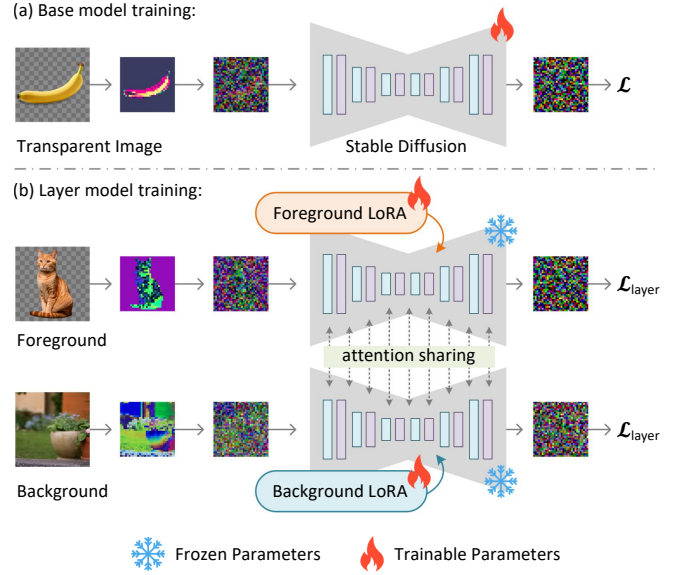 (a) Base model training:
𝓛
Transparent Image
Stable Diffusion
(b) Layer model training:
Foreground LoRA
𝓛layer
Foreground
attention sharing
𝓛layer
Background
Background LoRA
Frozen Parameters
Trainable Parameters